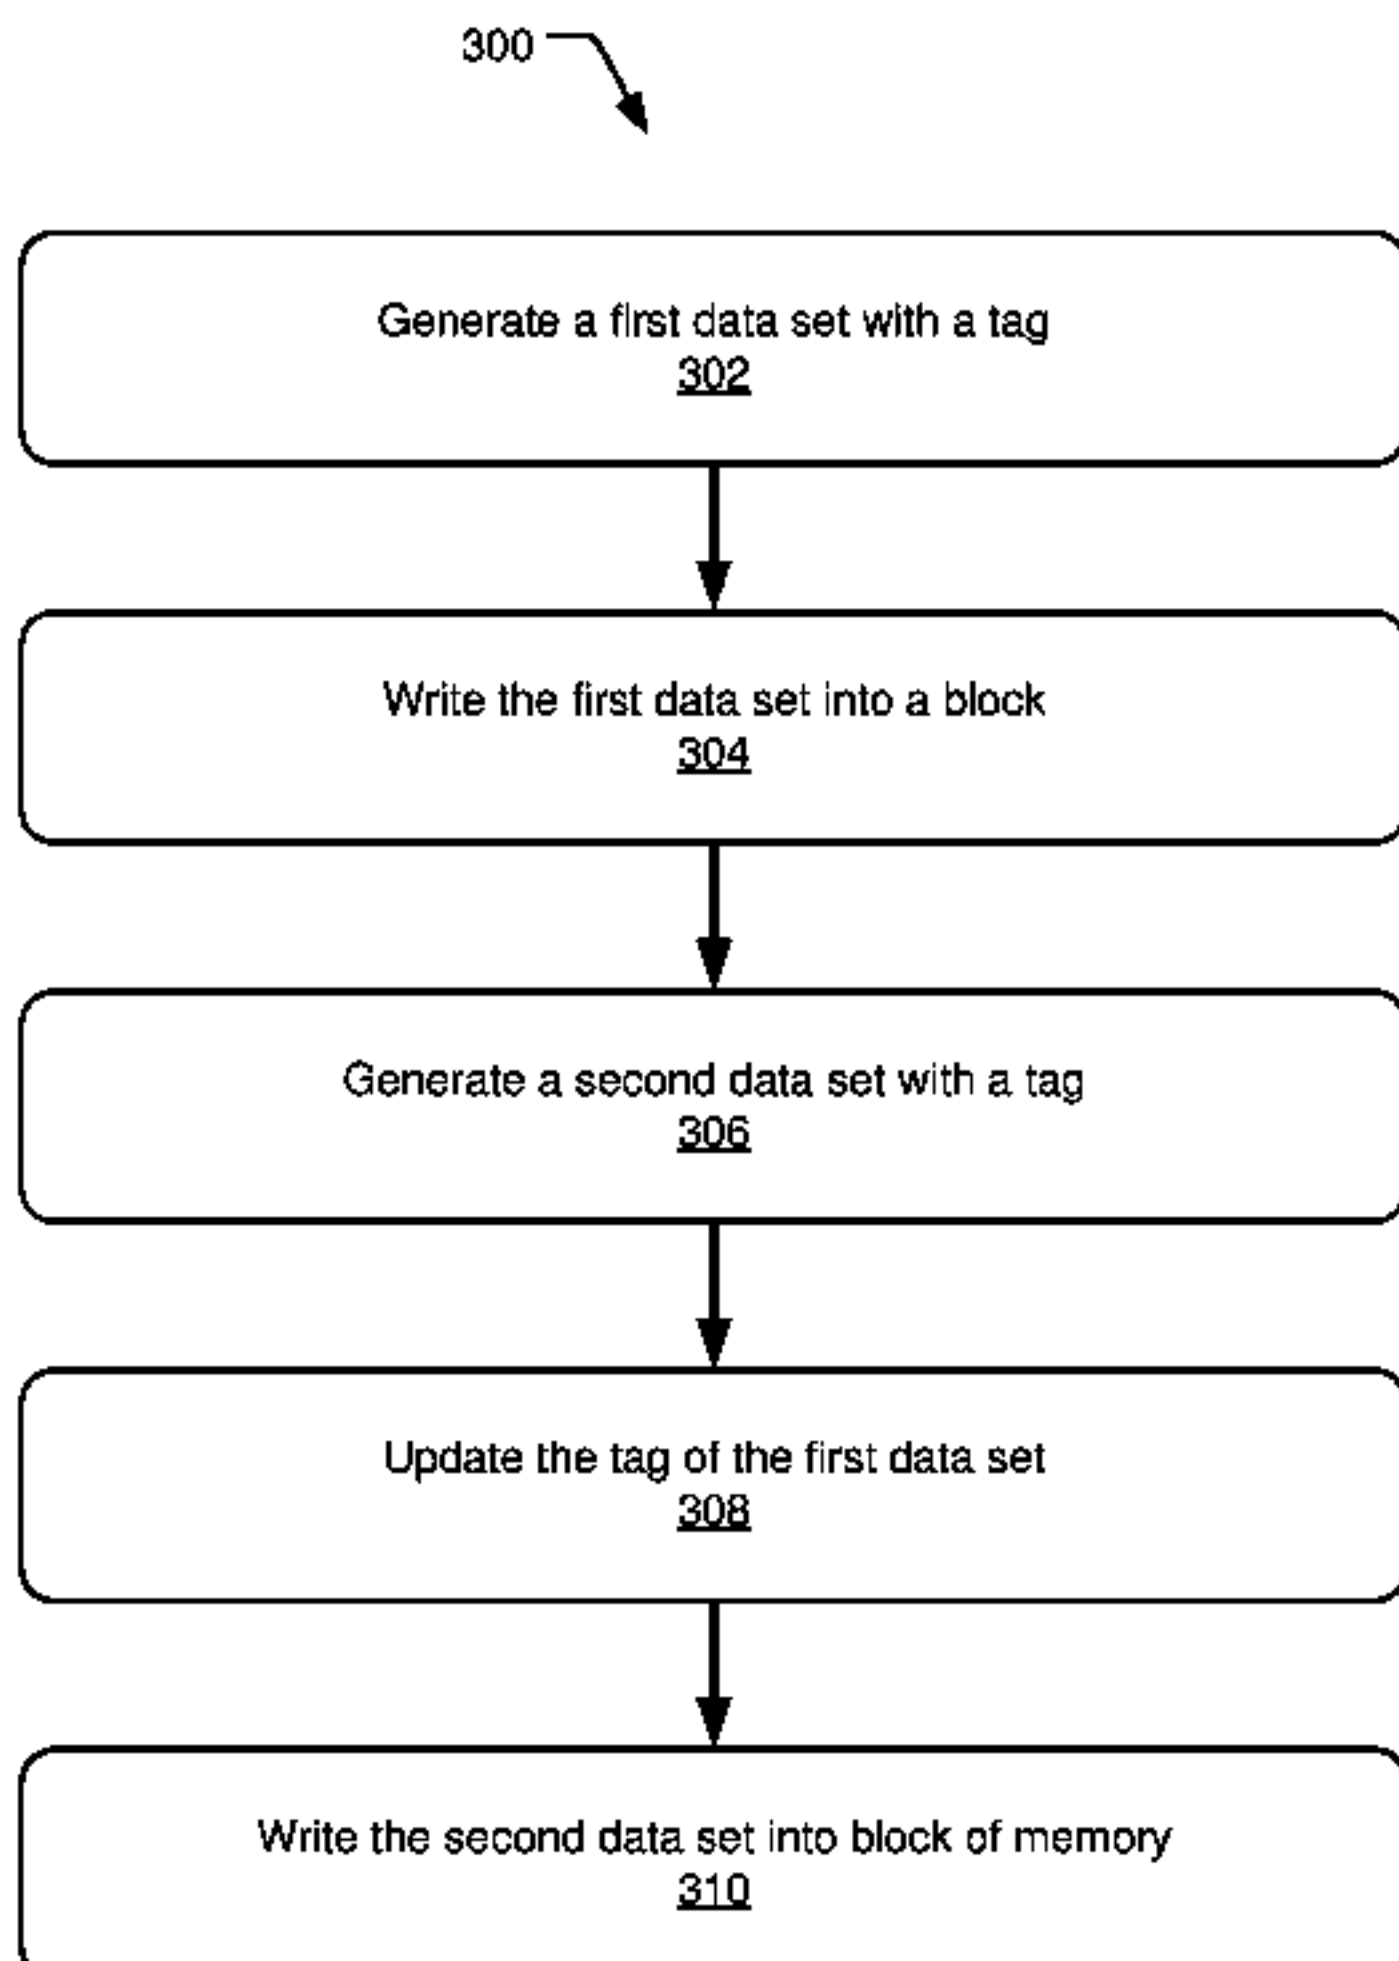 300
Generate a first data set with a tag
302
Write the first data set into a block
304
Generate a second data set with a tag
306
Update the tag of the first data set
308
Write the second data set into block of memory
310